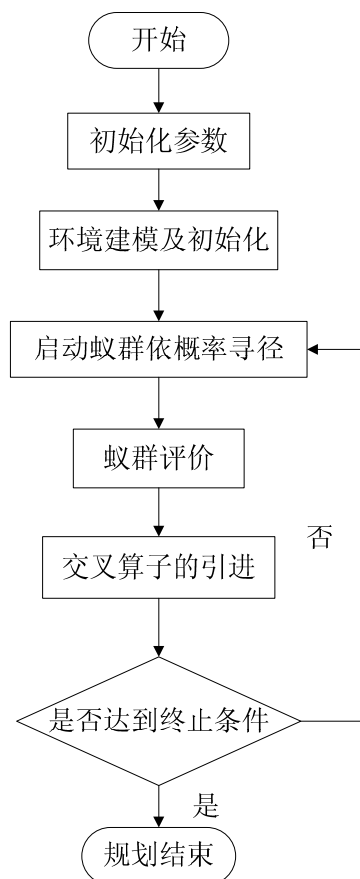 开始
初始化参数
环境建模及初始化
启动蚁群依概率寻径
蚁群评价
否
交叉算子的引进
是否达到终止条件
是
规划结束